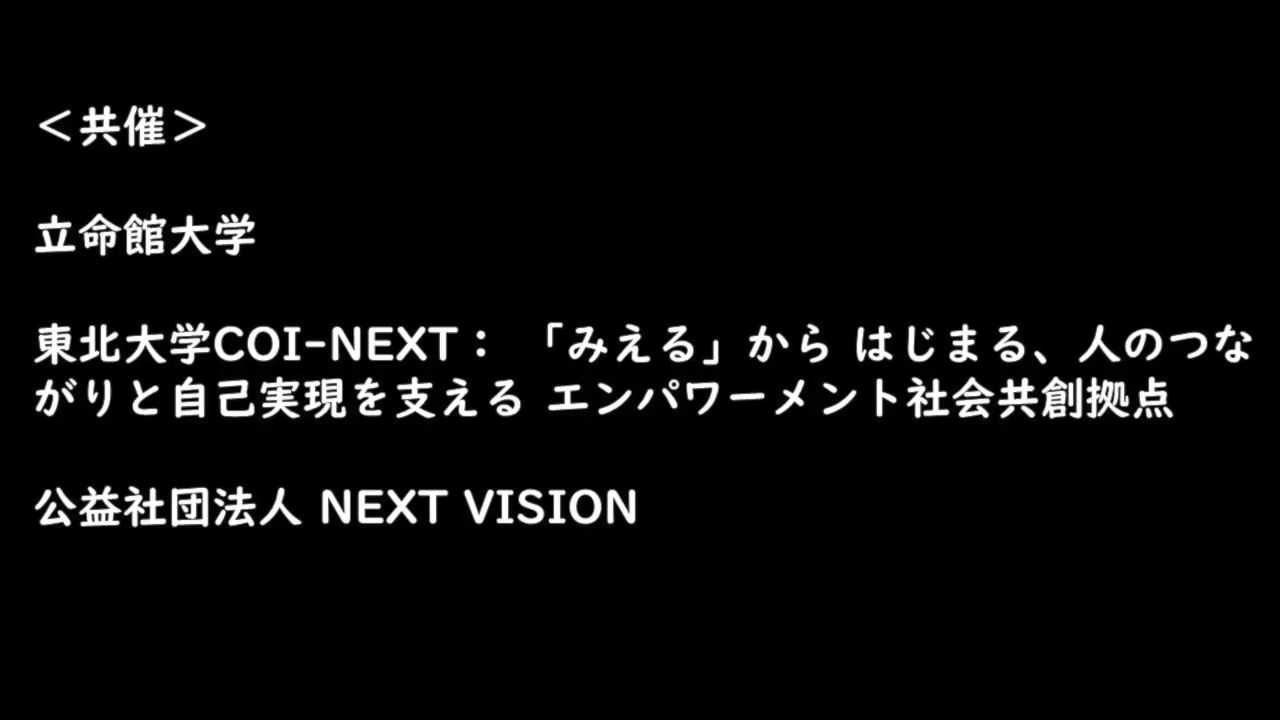 ＜共催＞
立命館大学
東北大学COI-NEXT： 「みえる」から はじまる、人のつな
がりと自己実現を支える エンパワーメント社会共創拠点
公益社団法人 NEXT VISION